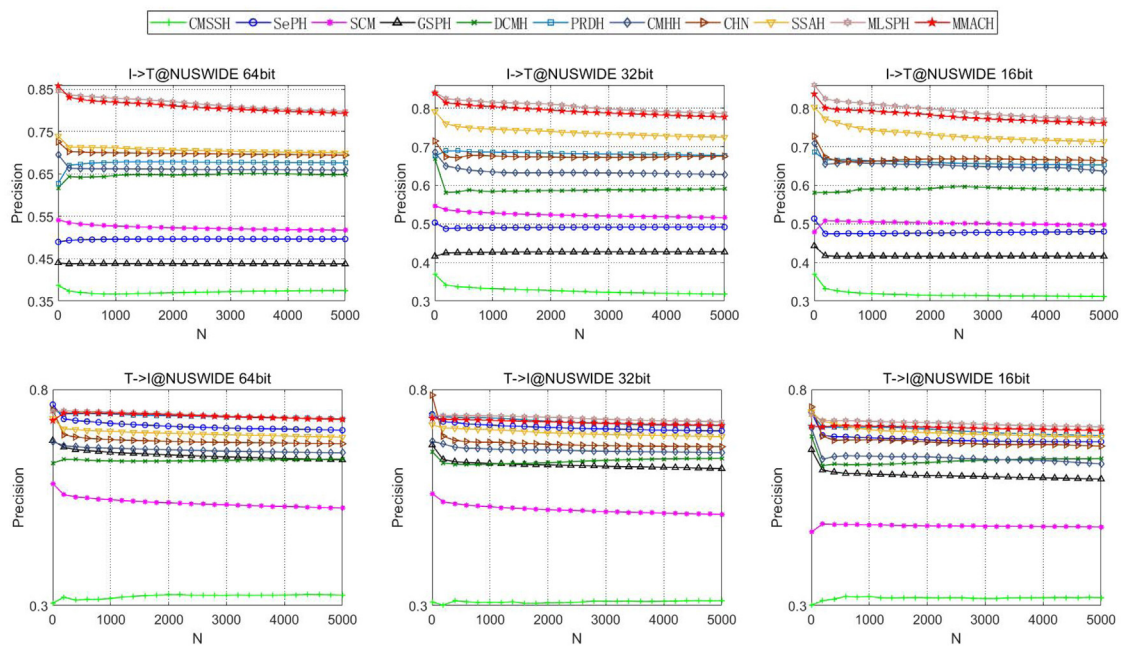 CMSSH SePH SCM GSPH DCMH PRDH CMHH CHN SSAH MLSPH MMACH
I->T@NUSWIDE 64bit
0.85
0.75
0.65
0.55
0.45
0.35
Precision
0 1000 2000 3000 4000 5000
N
I->T@NUSWIDE 32bit
0.8
0.7
0.6
0.5
0.4
0.3
Precision
0 1000 2000 3000 4000 5000
N
I->T@NUSWIDE 16bit
0.8
0.7
0.6
0.5
0.4
0.3
Precision
0 1000 2000 3000 4000 5000
N
T->I@NUSWIDE 64bit
0.8
0.3
Precision
0 1000 2000 3000 4000 5000
N
T->I@NUSWIDE 32bit
0.8
0.3
Precision
0 1000 2000 3000 4000 5000
N
T->I@NUSWIDE 16bit
0.8
0.3
Precision
0 1000 2000 3000 4000 5000
N